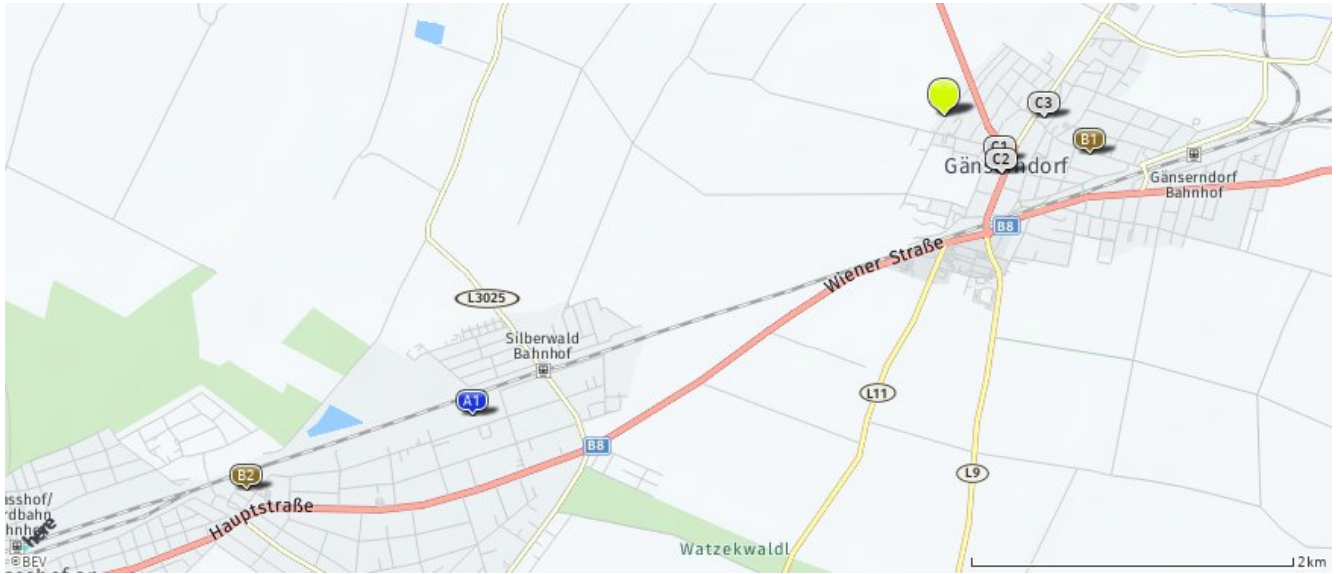 C3
B1
C1
C2
Gänserndorf
Gänserndorf
Bahnhof
B8
Wiener Straße
L3025
Silberwald
Bahnhof
A1
L11
B8
L9
B2
Hauptstraße
here
©BEV
Watzekwaldl
2km